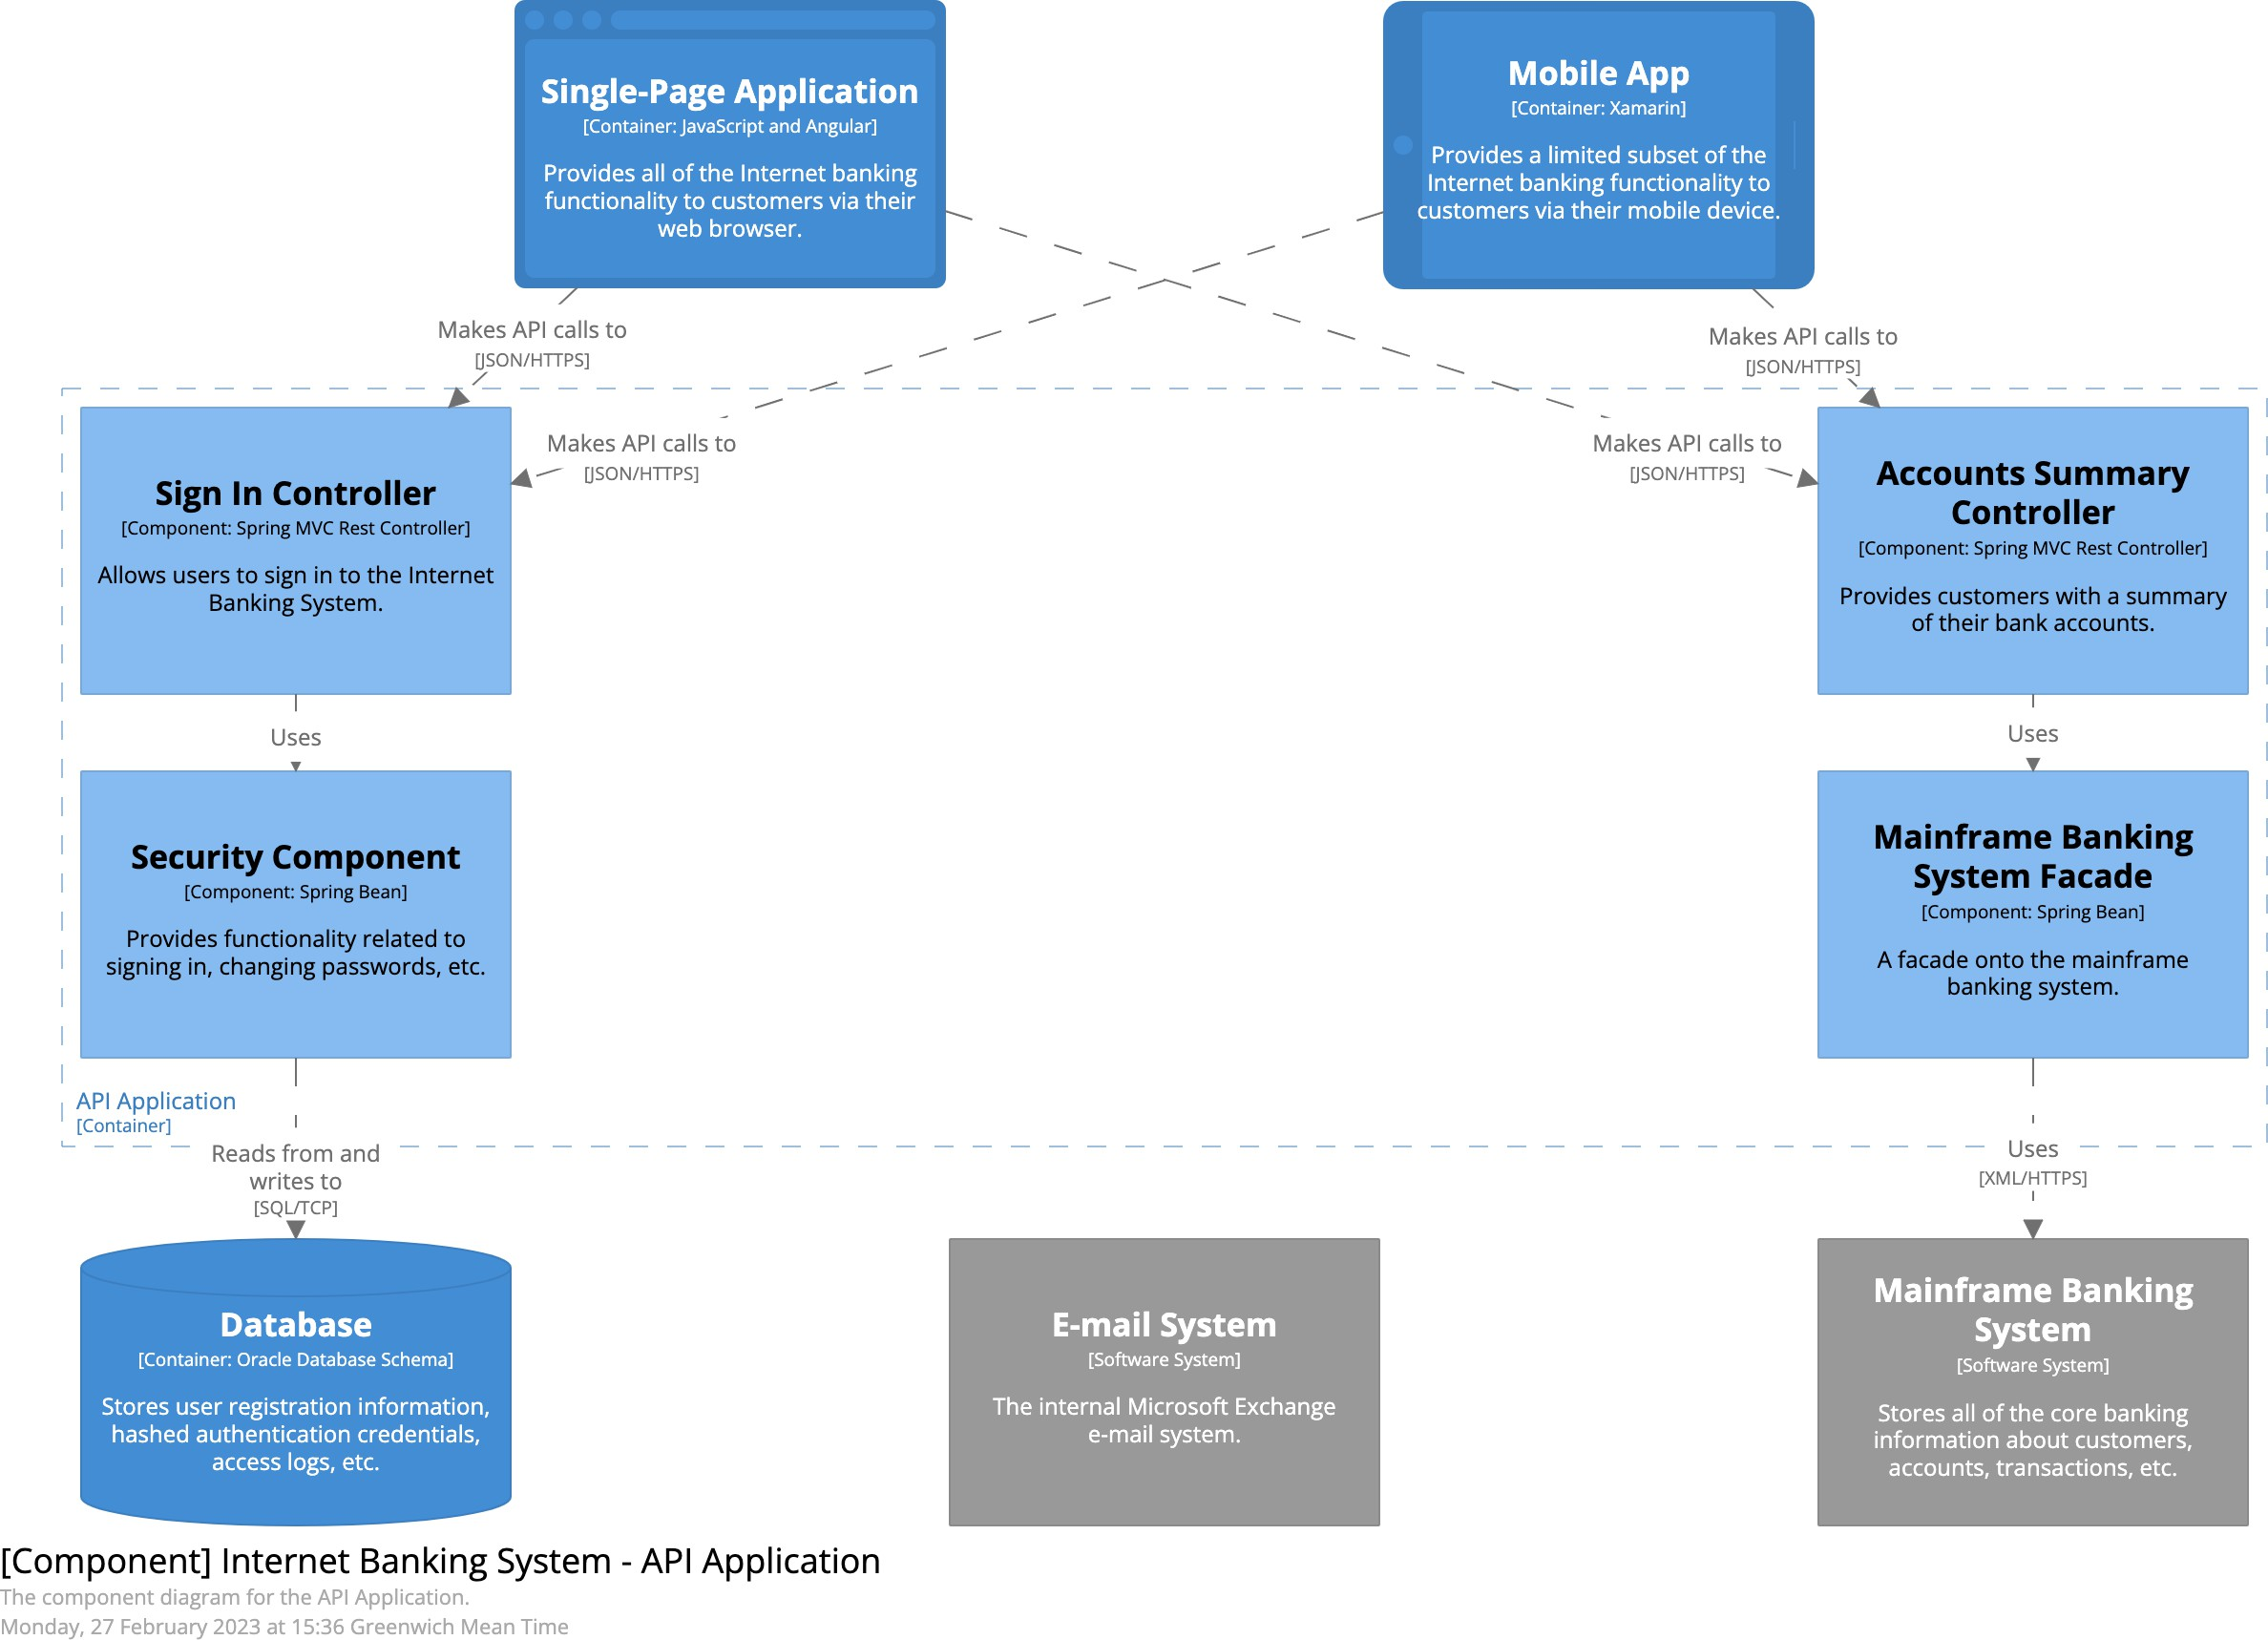 Single-Page Application
[Container: JavaScript and Angular]
Provides all of the Internet banking
functionality to customers via their
web browser.
Mobile App
[Container: Xamarin]
Provides a limited subset of the
Internet banking functionality to
customers via their mobile device.
Makes API calls to
[JSON/HTTPS]
Makes API calls to
[JSON/HTTPS]
Makes API calls to
[JSON/HTTPS]
Makes API calls to
[JSON/HTTPS]
Sign In Controller
[Component: Spring MVC Rest Controller]
Allows users to sign in to the Internet
Banking System.
Accounts Summary
Controller
[Component: Spring MVC Rest Controller]
Provides customers with a summary
of their bank accounts.
Uses
Uses
Security Component
[Component: Spring Bean]
Provides functionality related to
signing in, changing passwords, etc.
Mainframe Banking
System Facade
[Component: Spring Bean]
A facade onto the mainframe
banking system.
API Application
[Container]
Reads from and
writes to
[SQL/TCP]
Uses
[XML/HTTPS]
Database
[Container: Oracle Database Schema]
Stores user registration information,
hashed authentication credentials,
access logs, etc.
E-mail System
[Software System]
The internal Microsoft Exchange
e-mail system.
Mainframe Banking
System
[Software System]
Stores all of the core banking
information about customers,
accounts, transactions, etc.
[Component] Internet Banking System - API Application
The component diagram for the API Application.
Monday, 27 February 2023 at 15:36 Greenwich Mean Time